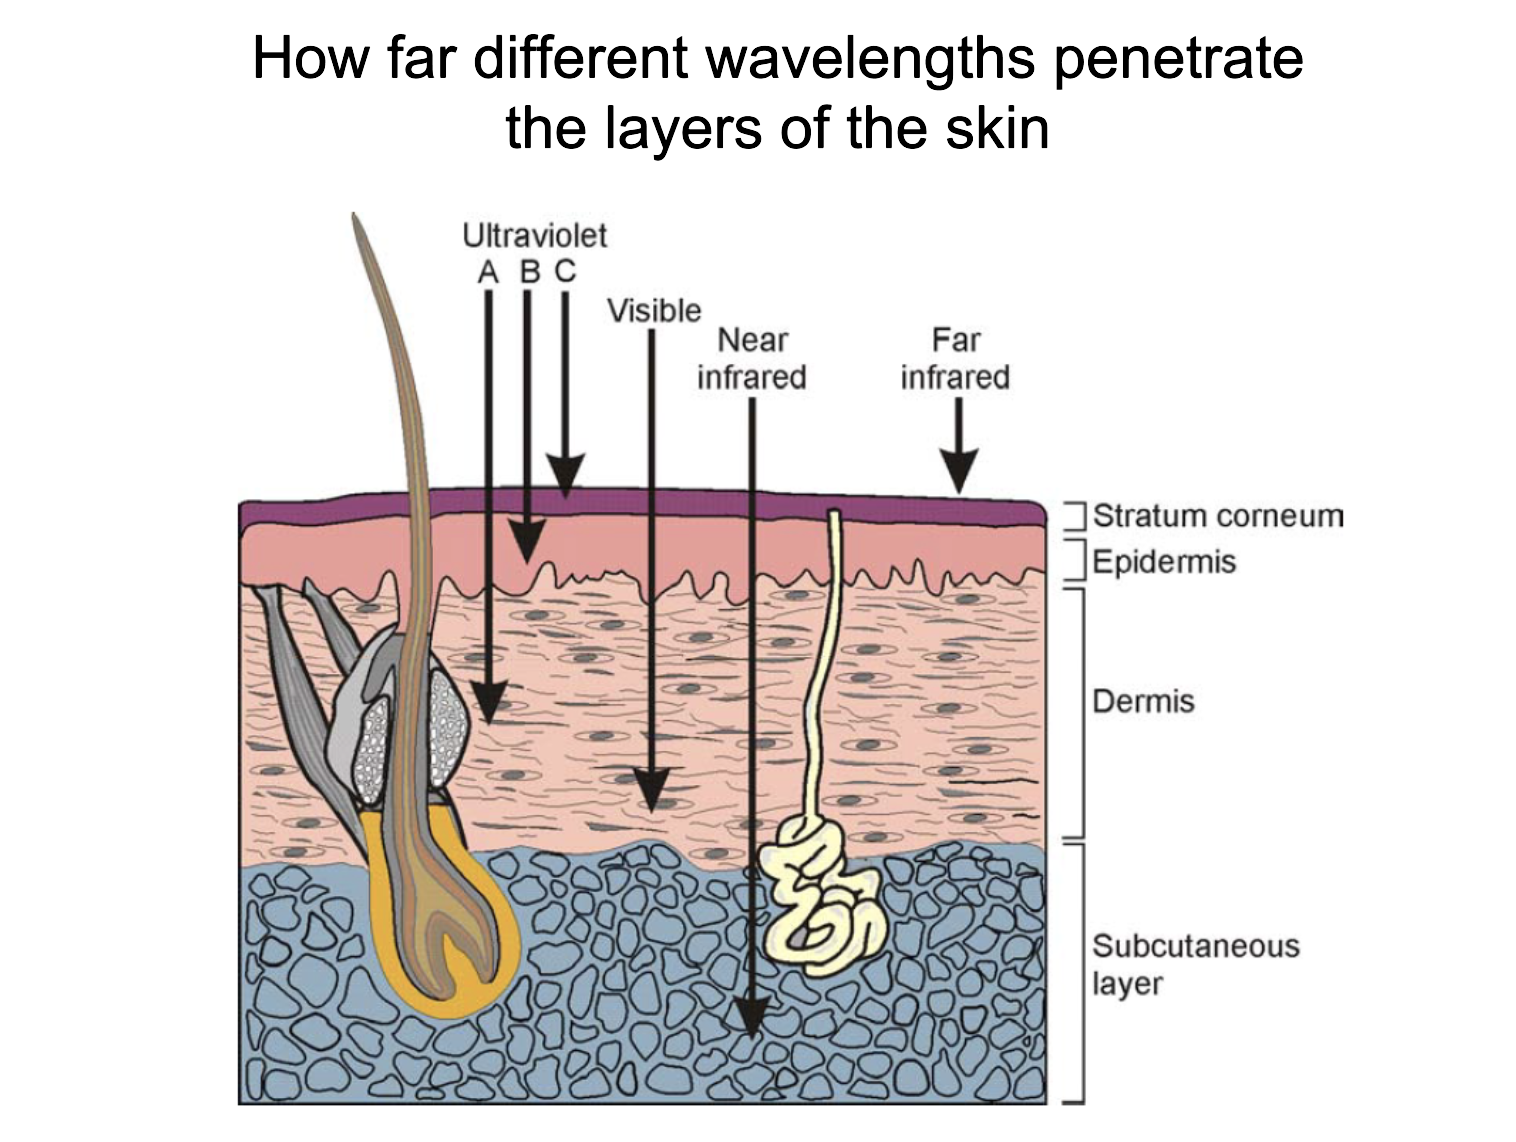 How far different wavelengths penetrate
the layers of the skin
Ultraviolet
A B C
Visible
Near
infrared
Far
infrared
Stratum corneum
Epidermis
Dermis
Subcutaneous
layer